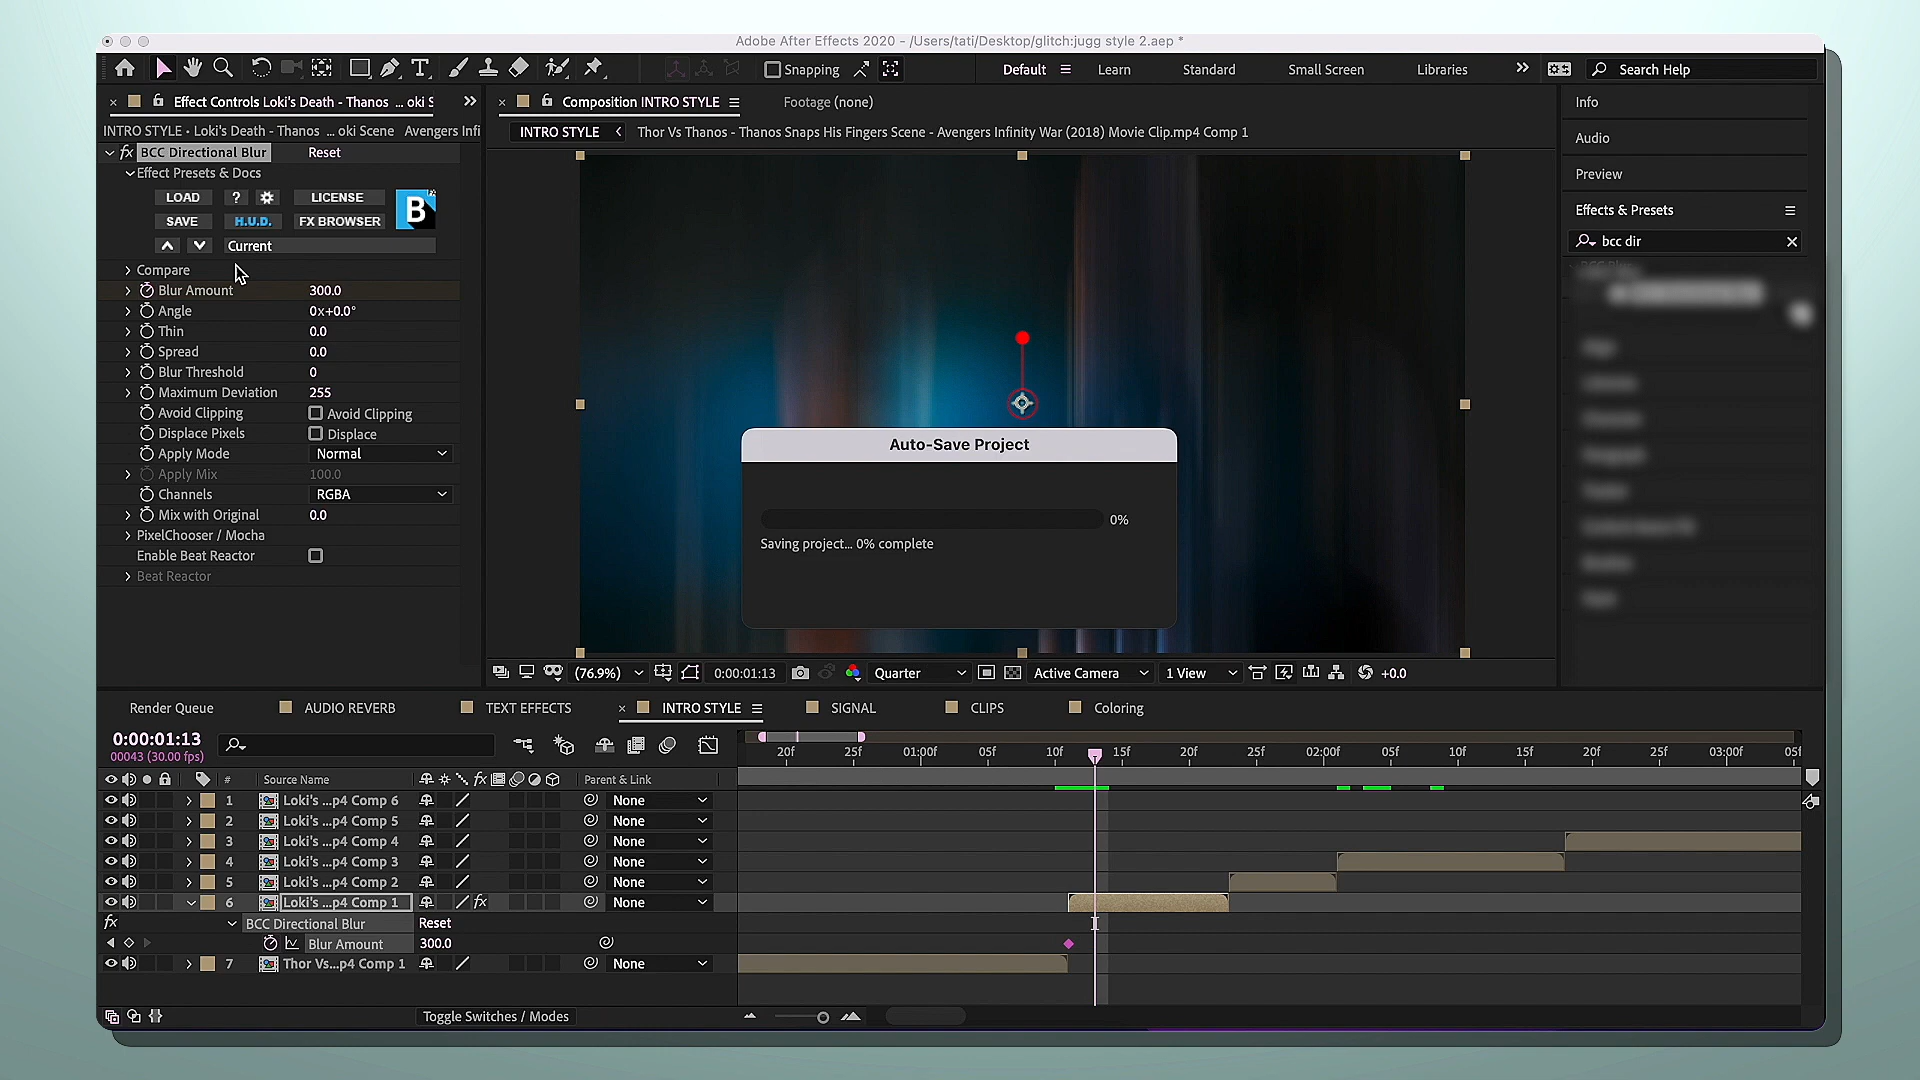 Adobe After Effects 2020 - /Users/tati/Desktop/glitch:jugg style 2.aep *
Snapping
Default
Learn
Standard
Small Screen
Libraries
Search Help
Effect Controls Loki's Death - Thanos ... oki S
INTRO STYLE • Loki's Death - Thanos ... oki Scene Avengers Infi
fx BCC Directional Blur Reset
Effect Presets & Docs
LOAD ? LICENSE
SAVE H.U.D. FX BROWSER
B
Current
Compare
Blur Amount 300.0
Angle 0x+0.0°
Thin 0.0
Spread 0.0
Blur Threshold 0
Maximum Deviation 255
Avoid Clipping Avoid Clipping
Displace Pixels Displace
Apply Mode Normal
Apply Mix 100.0
Channels RGBA
Mix with Original 0.0
PixelChooser / Mocha
Enable Beat Reactor
Beat Reactor
Composition INTRO STYLE
Footage (none)
INTRO STYLE Thor Vs Thanos - Thanos Snaps His Fingers Scene - Avengers Infinity War (2018) Movie Clip.mp4 Comp 1
Auto-Save Project
0%
Saving project... 0% complete
(76.9%) 0:00:01:13 Quarter Active Camera 1 View +0.0
Info
Audio
Preview
Effects & Presets
bcc dir
Render Queue
AUDIO REVERB
TEXT EFFECTS
INTRO STYLE
SIGNAL
CLIPS
Coloring
0:00:01:13
00043 (30.00 fps)
20f 25f 01:00f 05f 10f 15f 20f 25f 02:00f 05f 10f 15f 20f 25f 03:00f 05f
# Source Name fx Parent & Link
1 Loki's ...p4 Comp 6 None
2 Loki's ...p4 Comp 5 None
3 Loki's ...p4 Comp 4 None
4 Loki's ...p4 Comp 3 None
5 Loki's ...p4 Comp 2 None
6 Loki's ...p4 Comp 1 fx None
fx BCC Directional Blur Reset
Blur Amount 300.0
7 Thor Vs...p4 Comp 1 None
Toggle Switches / Modes